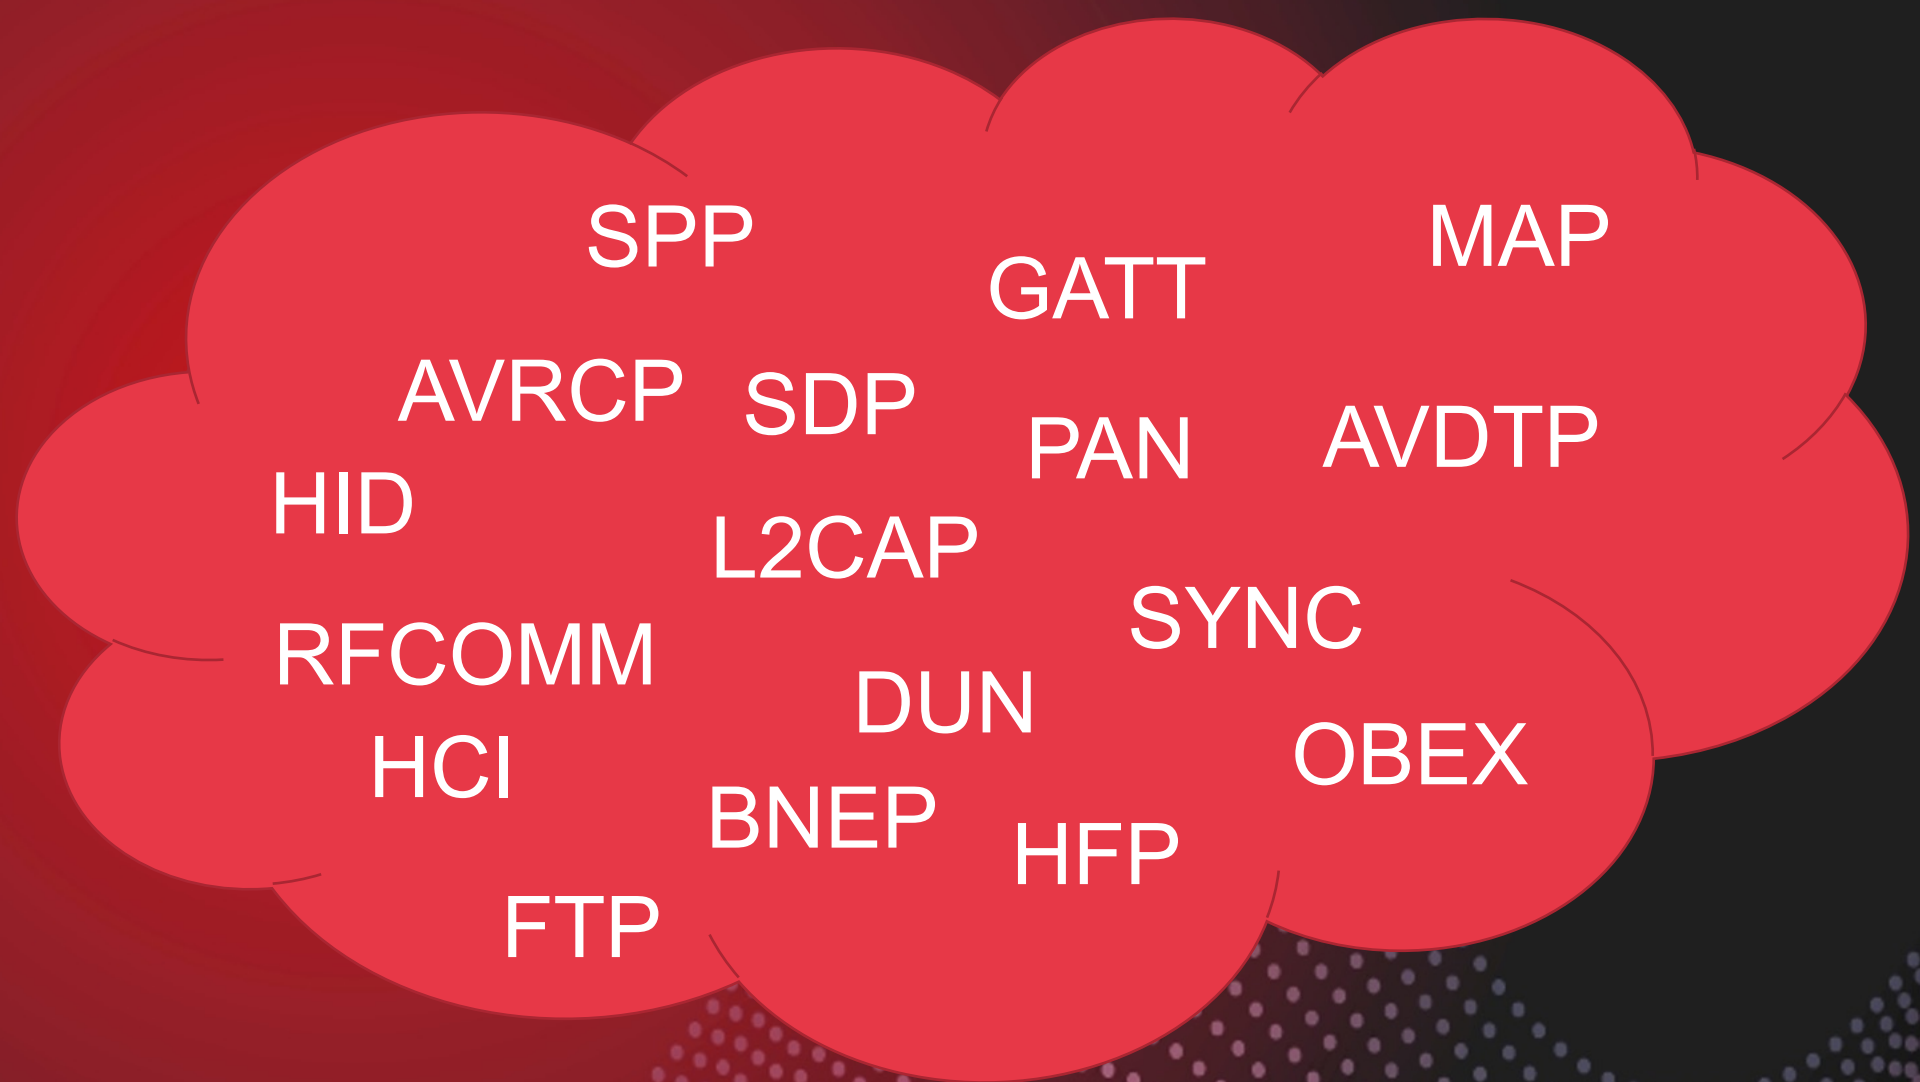 SPP
MAP
GATT
AVRCP
SDP
PAN
AVDTP
HID
L2CAP
SYNC
RFCOMM
DUN
OBEX
HCI
BNEP
HFP
FTP